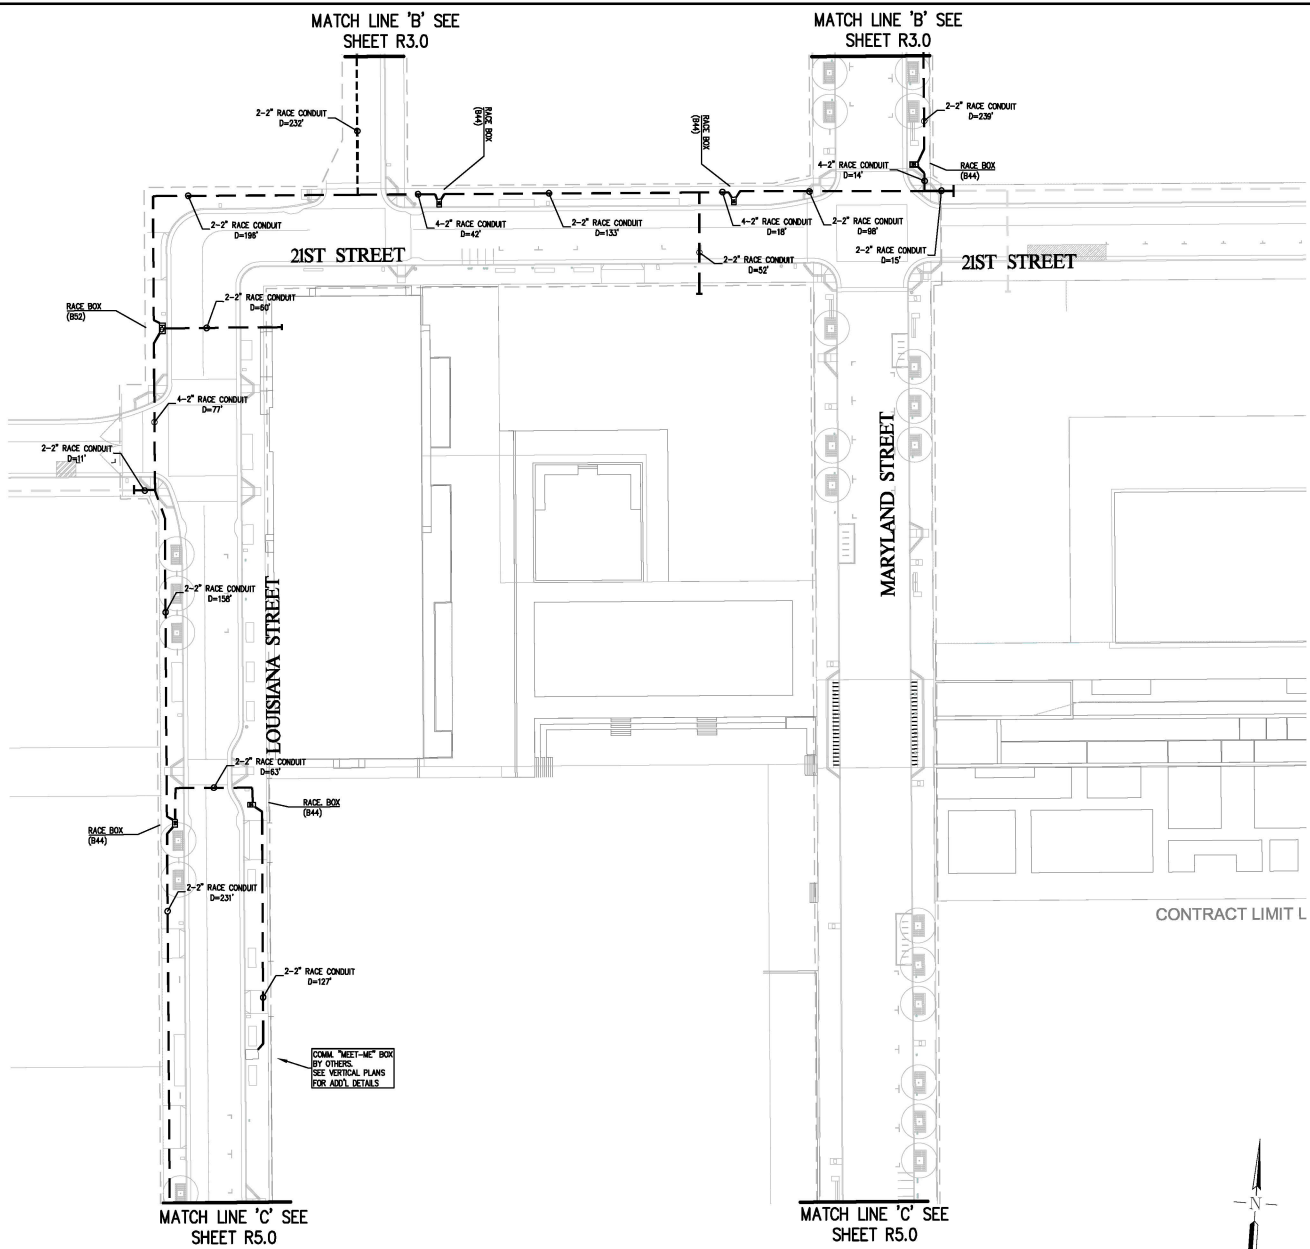 MATCH LINE 'B' SEE
SHEET R3.0
MATCH LINE 'B' SEE
SHEET R3.0
2-2" RACE CONDUIT
D=232'
RACE BOX
(B44)
RACE BOX
(B44)
2-2" RACE CONDUIT
D=239'
4-2" RACE CONDUIT
D=14'
RACE BOX
(B44)
2-2" RACE CONDUIT
D=196'
4-2" RACE CONDUIT
D=42'
2-2" RACE CONDUIT
D=133'
4-2" RACE CONDUIT
D=18'
2-2" RACE CONDUIT
D=98'
2-2" RACE CONDUIT
D=15'
2-2" RACE CONDUIT
D=52'
21ST STREET
21ST STREET
RACE BOX
(B52)
2-2" RACE CONDUIT
D=60'
4-2" RACE CONDUIT
D=77'
2-2" RACE CONDUIT
D=11'
MARYLAND STREET
2-2" RACE CONDUIT
D=158'
LOUISIANA STREET
2-2" RACE CONDUIT
D=63'
RACE BOX
(B44)
RACE BOX
(B44)
2-2" RACE CONDUIT
D=231'
CONTRACT LIMIT L
2-2" RACE CONDUIT
D=127'
COMM. "MEET-ME" BOX
BY OTHERS.
SEE VERTICAL PLANS
FOR ADD'L DETAILS
N
MATCH LINE 'C' SEE
SHEET R5.0
MATCH LINE 'C' SEE
SHEET R5.0